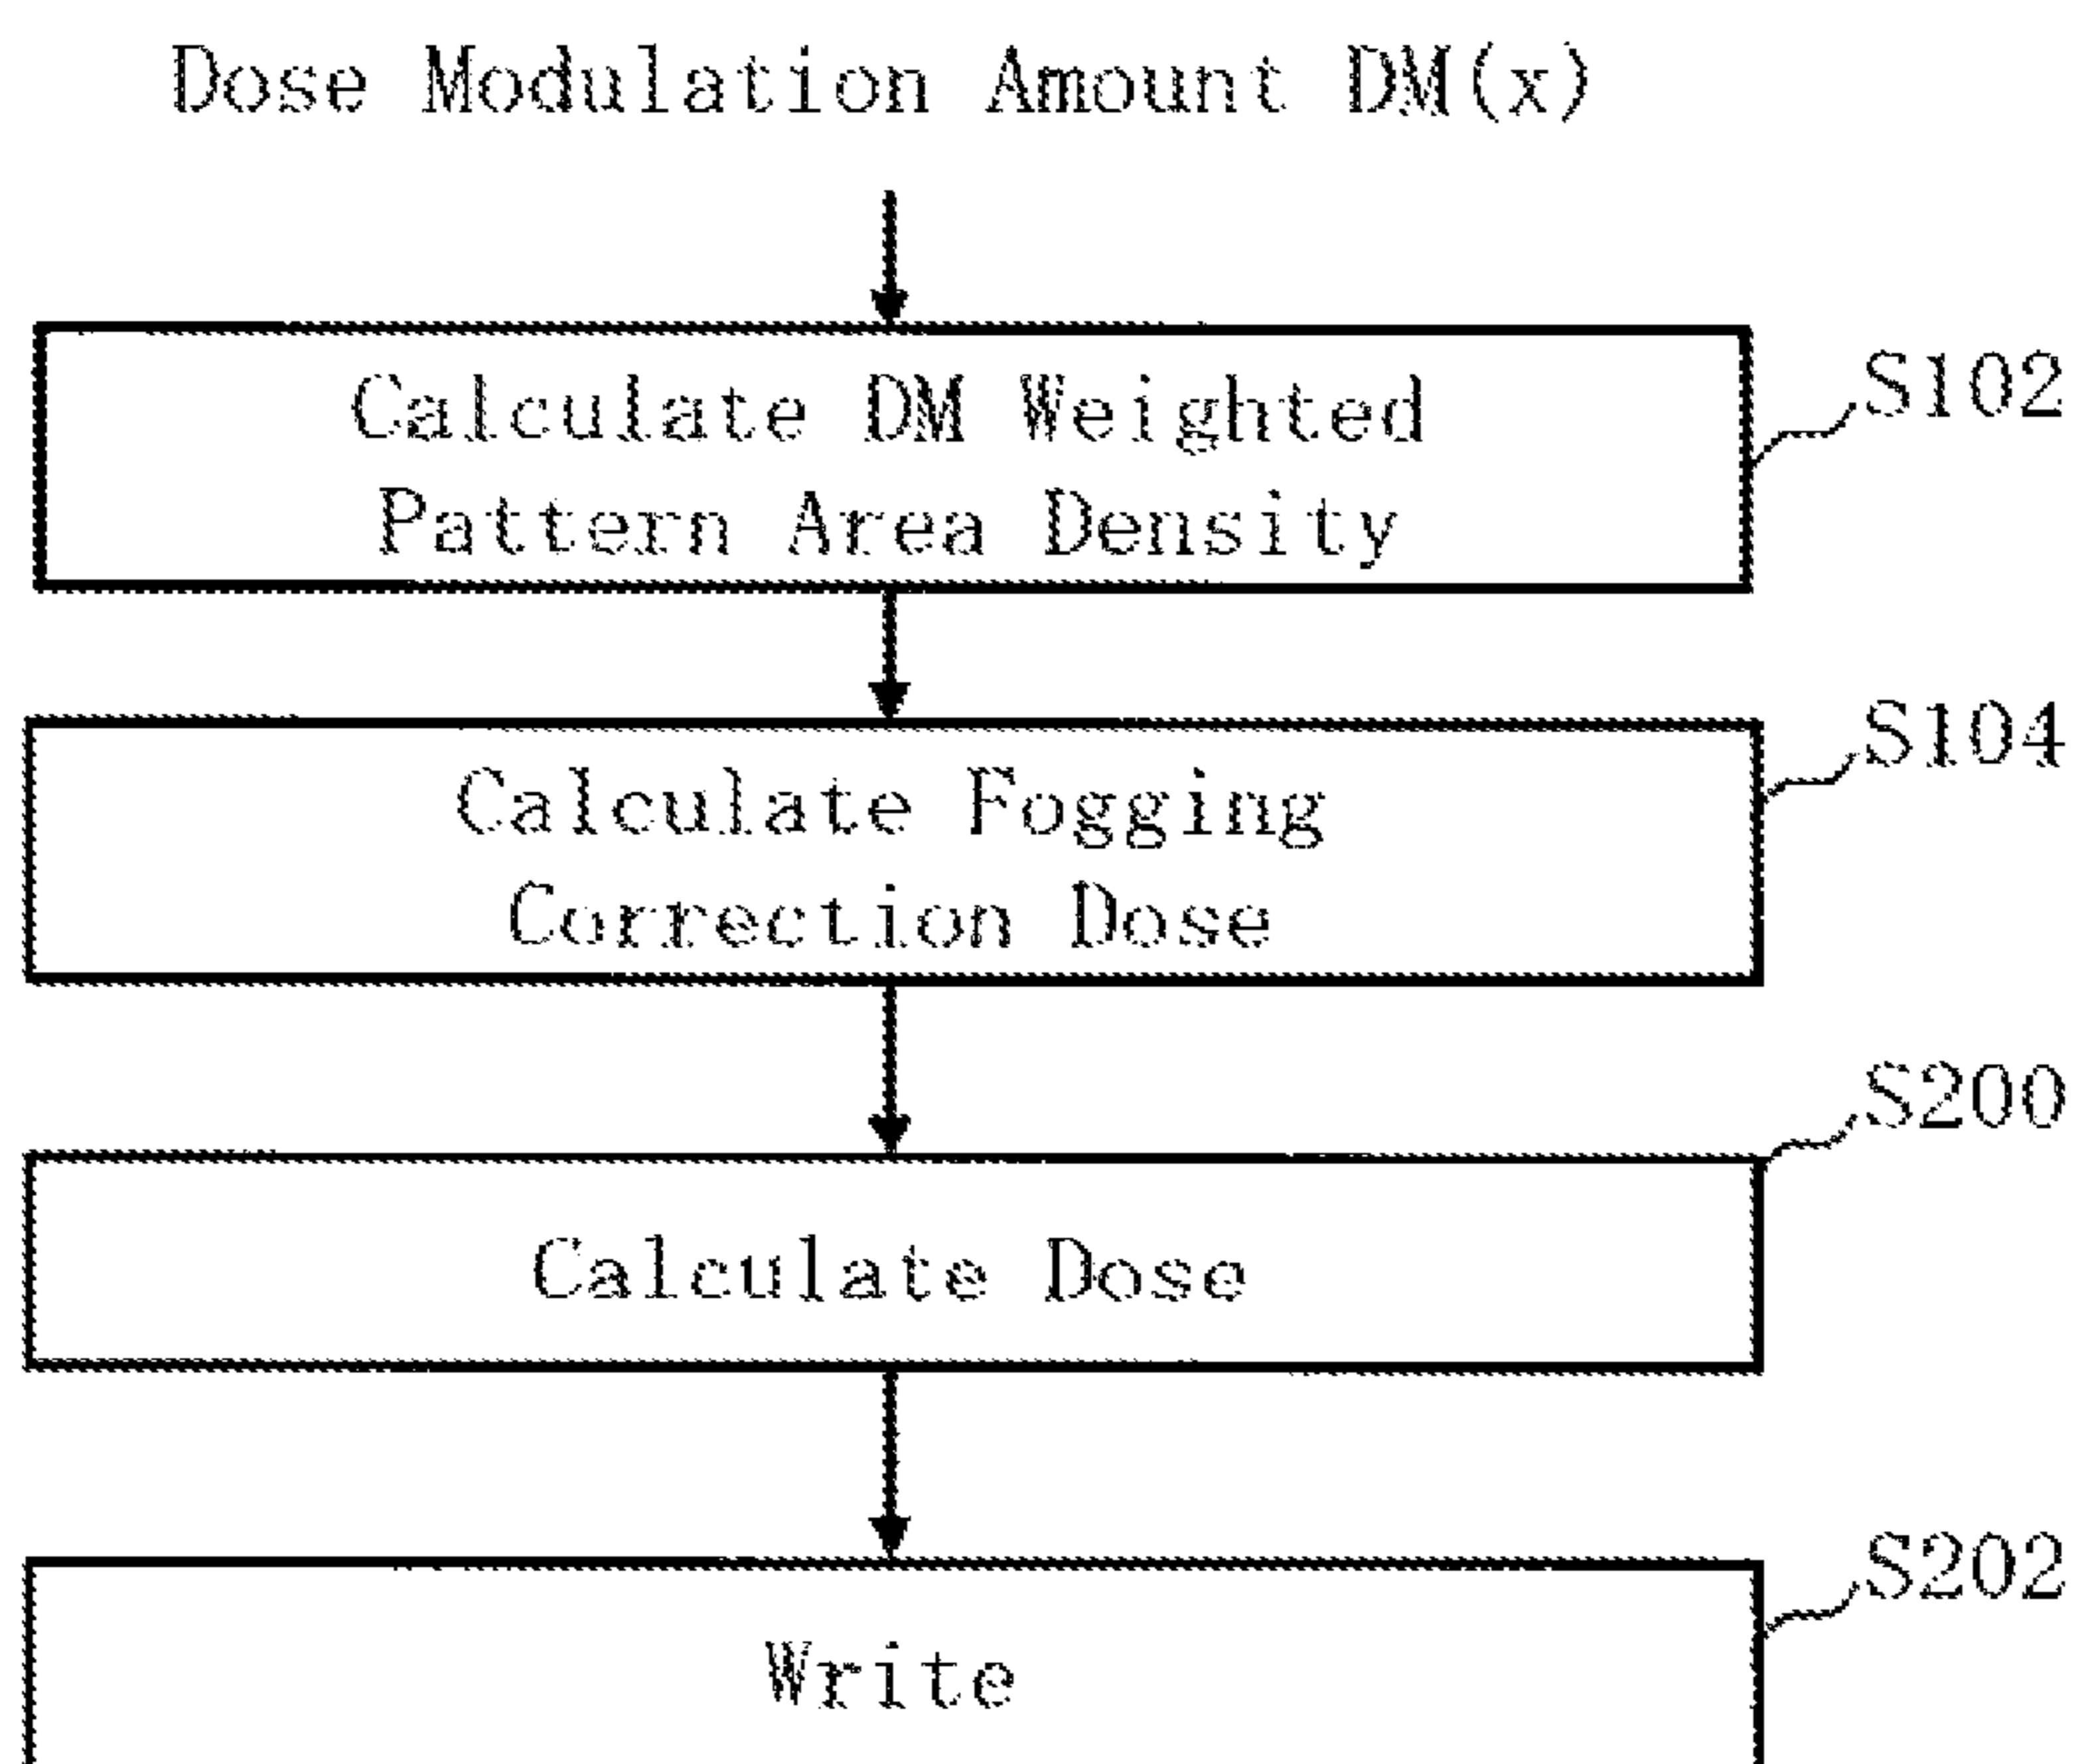 Dose Modulation Amount DM(x)
Calculate DM Weighted
Pattern Area Density
S102
Calculate Fogging
Correction Dose
S104
Calculate Dose
S200
Write
S202